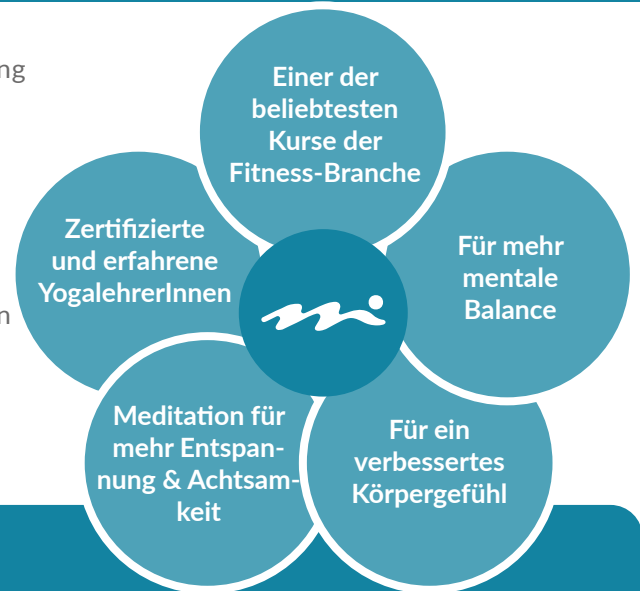 ng
Einer der
beliebtesten
Kurse der
Fitness-Branche
Zertifizierte
und erfahrene
YogalehrerInnen
Für mehr
mentale
Balance
n
Meditation für
mehr Entspan-
nung & Achtsam-
keit
Für ein
verbessertes
Körpergefühl